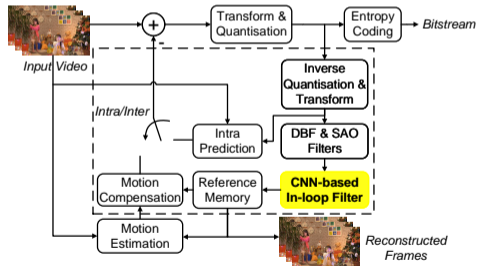 Transform &
Quantisation
Entropy
Coding
Bitstream
+
-
Input Video
Inverse
Quantisation &
Transform
Intra/Inter
Intra
Prediction
DBF & SAO
Filters
CNN-based
In-loop Filter
Motion
Compensation
Reference
Memory
Motion
Estimation
Reconstructed
Frames